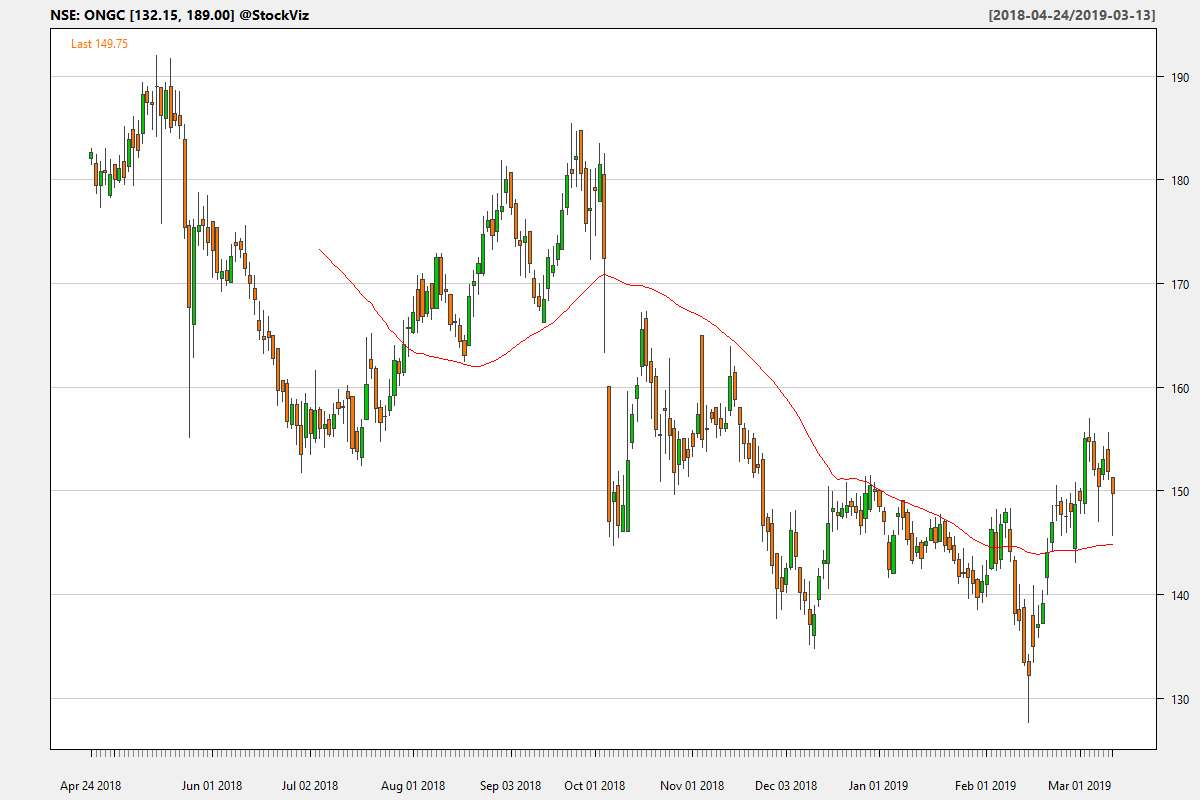 NSE: ONGC [132.15, 189.00] @StockViz
[2018-04-24/2019-03-13]
Last 149.75
190
180
170
160
150
140
130
Apr 24 2018
Jun 01 2018
Jul 02 2018
Aug 01 2018
Sep 03 2018
Oct 01 2018
Nov 01 2018
Dec 03 2018
Jan 01 2019
Feb 01 2019
Mar 01 2019